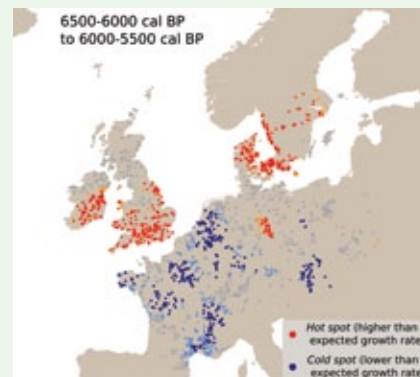 6500-6000 cal BP
to 6000-5500 cal BP
Hot spot (higher than
expected growth rate
Cold spot (lower than
expected growth rate